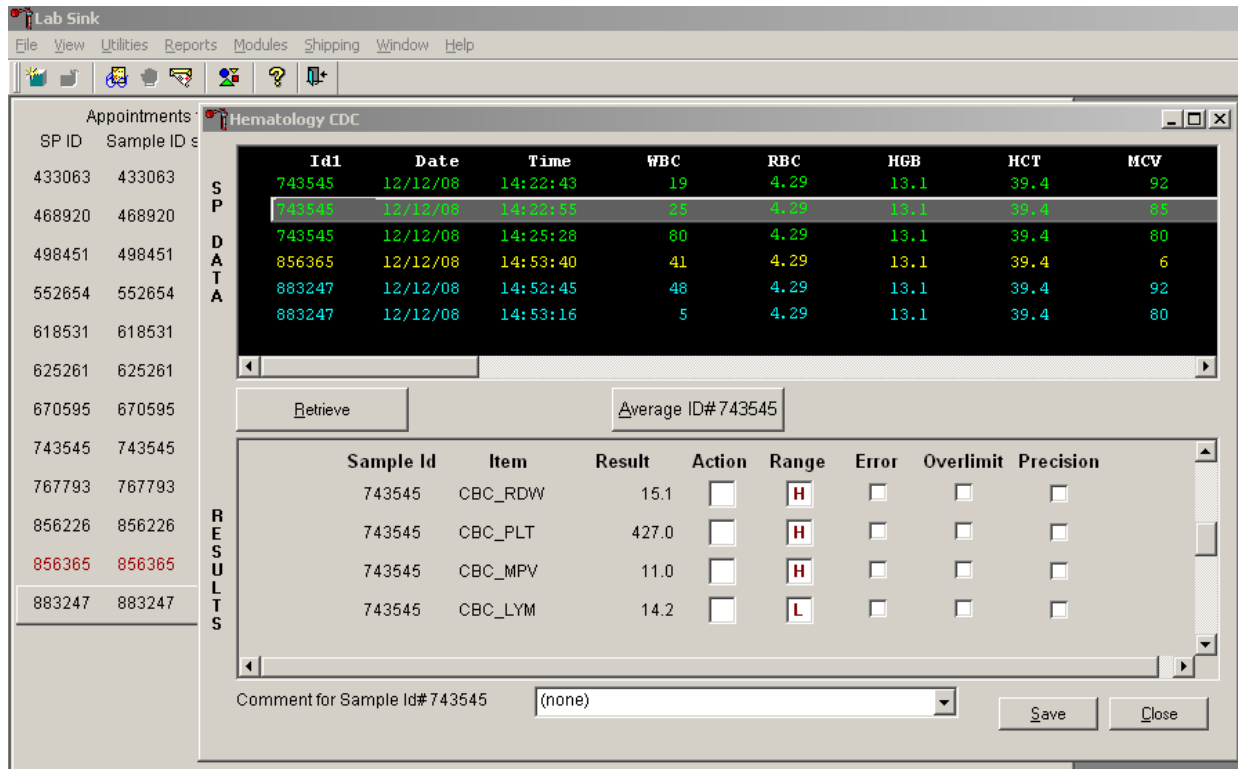 Lab Sink
File View Utilities Reports Modules Shipping Window Help
Appointments
SP ID Sample ID s
433063 433063
468920 468920
498451 498451
552654 552654
618531 618531
625261 625261
670595 670595
743545 743545
767793 767793
856226 856226
856365 856365
883247 883247
Hematology CDC
SP DATA
Id1 Date Time WBC RBC HGB HCT MCV
743545 12/12/08 14:22:43 19 4.29 13.1 39.4 92
743545 12/12/08 14:22:55 25 4.29 13.1 39.4 85
743545 12/12/08 14:25:28 80 4.29 13.1 39.4 80
856365 12/12/08 14:53:40 41 4.29 13.1 39.4 6
883247 12/12/08 14:52:45 48 4.29 13.1 39.4 92
883247 12/12/08 14:53:16 5 4.29 13.1 39.4 80
Retrieve Average ID#743545
RESULTS
Sample Id Item Result Action Range Error Overlimit Precision
743545 CBC_RDW 15.1 H
743545 CBC_PLT 427.0 H
743545 CBC_MPV 11.0 H
743545 CBC_LYM 14.2 L
Comment for Sample Id#743545 (none)
Save Close